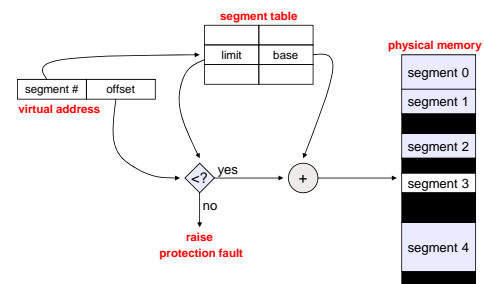 segment table
limit base
segment # offset
virtual address
<? yes +
no
raise
protection fault
physical memory
segment 0
segment 1
segment 2
segment 3
segment 4